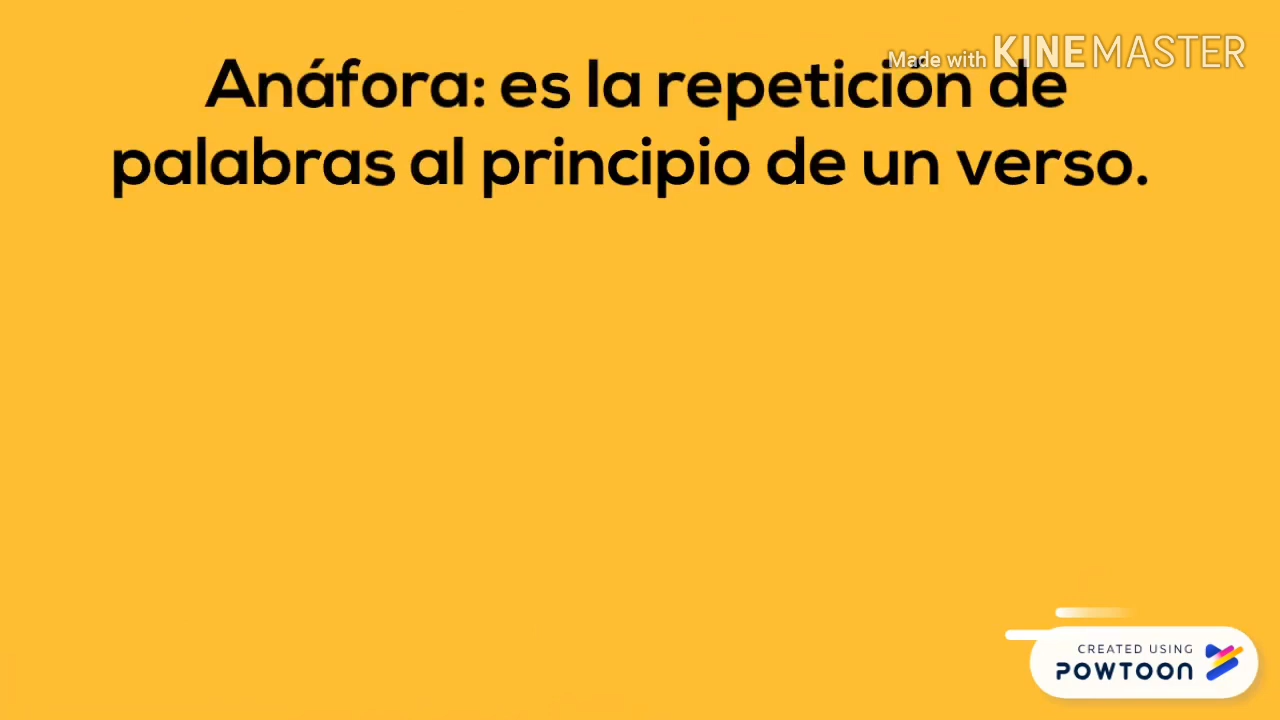 Made with KINEMASTER
Anáfora: es la repetición de
palabras al principio de un verso.
CREATED USING
POWTOON